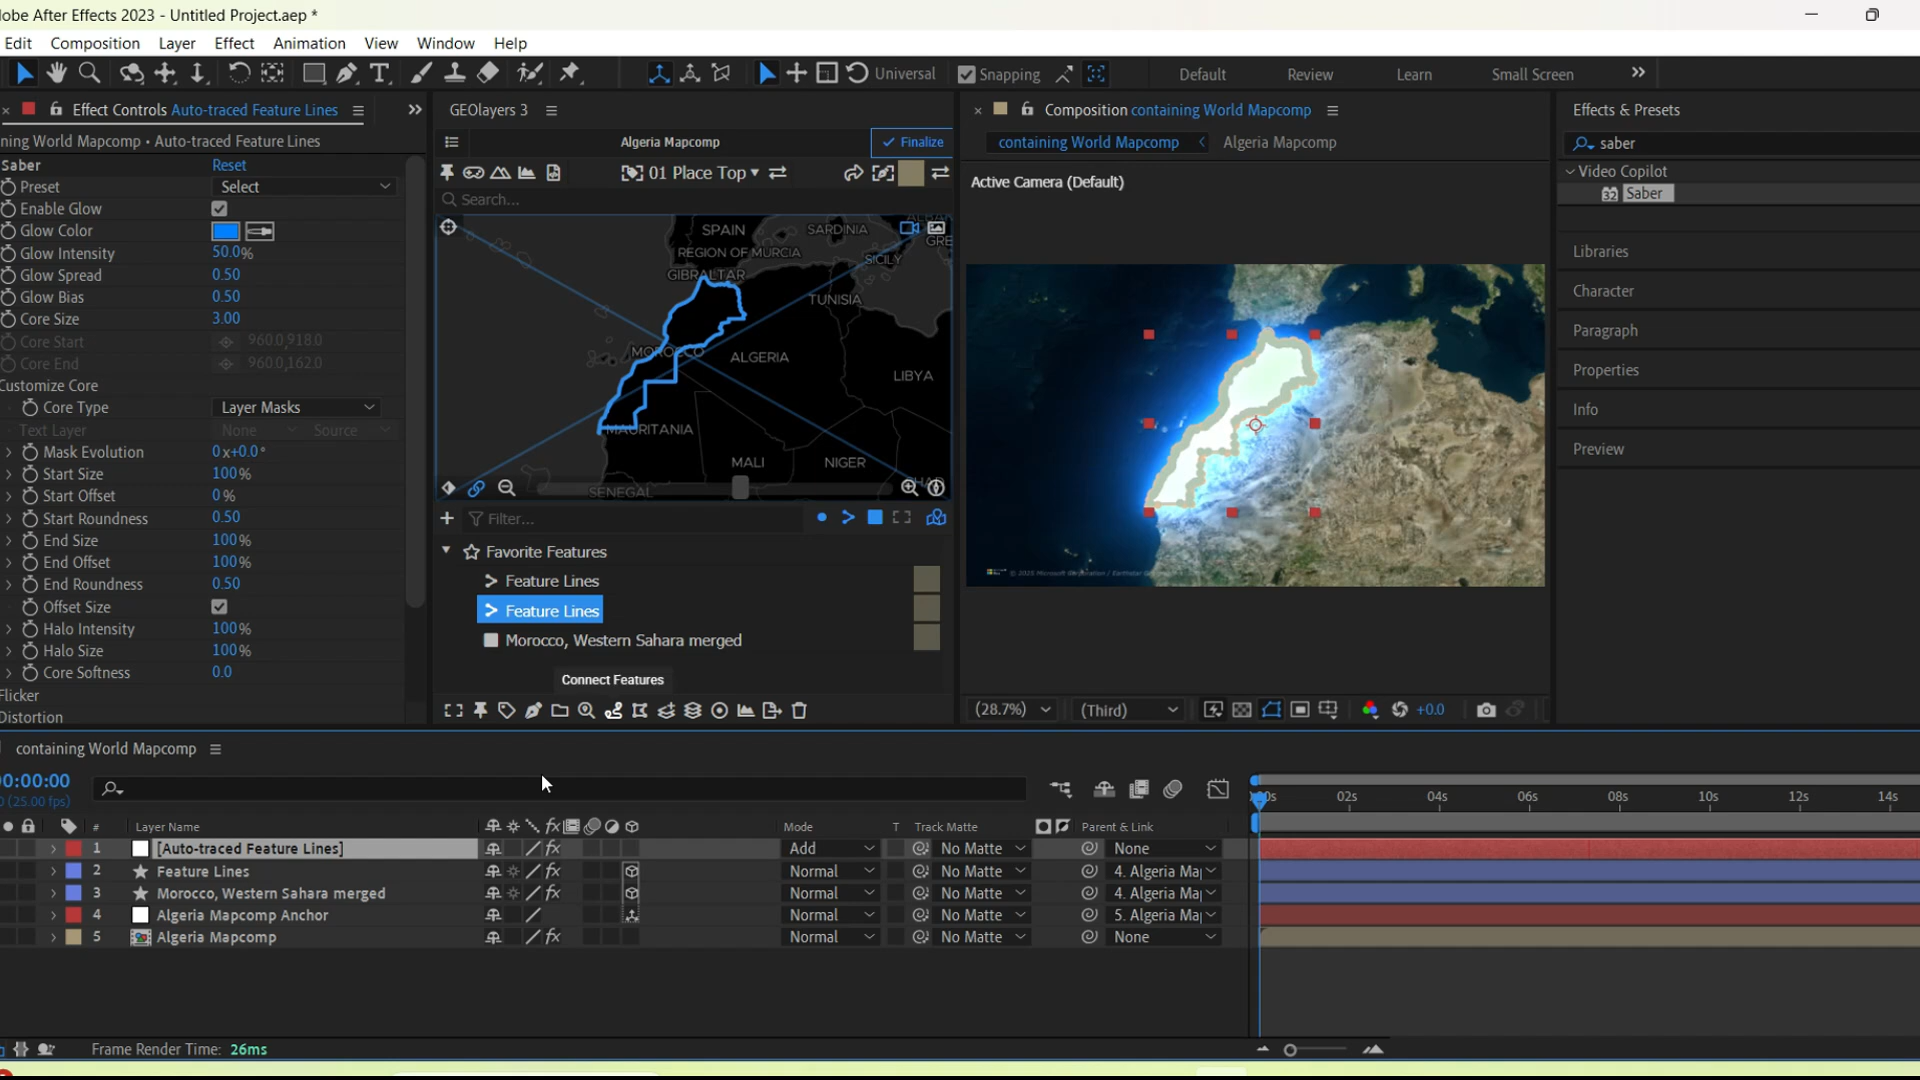 obe After Effects 2023 - Untitled Project.aep *
Edit Composition Layer Effect Animation View Window Help
Universal Snapping Default Review Learn Small Screen
Effect Controls Auto-traced Feature Lines
ning World Mapcomp • Auto-traced Feature Lines
Saber Reset
Preset Select
Enable Glow
Glow Color
Glow Intensity 50.0%
Glow Spread 0.50
Glow Bias 0.50
Core Size 3.00
Core Start 960.0,918.0
Core End 960.0,162.0
Customize Core
Core Type Layer Masks
Text Layer None Source
Mask Evolution 0x+0.0°
Start Size 100%
Start Offset 0%
Start Roundness 0.50
End Size 100%
End Offset 100%
End Roundness 0.50
Offset Size
Halo Intensity 100%
Halo Size 100%
Core Softness 0.0
Flicker
Distortion
GEOlayers 3
Algeria Mapcomp Finalize
01 Place Top
Search...
SPAIN SARDINIA
REGION OF MURCIA GRE
GIBRALTAR SICILY
TUNISIA
MOROCCO ALGERIA
LIBYA
MAURITANIA
MALI NIGER
SENEGAL
Filter...
Favorite Features
Feature Lines
Feature Lines
Morocco, Western Sahara merged
Connect Features
Composition containing World Mapcomp
containing World Mapcomp < Algeria Mapcomp
Active Camera (Default)
© 2025 Microsoft Corporation / Earthstar
(28.7%) (Third) +0.0
Effects & Presets
saber
Video Copilot
32 Saber
Libraries
Character
Paragraph
Properties
Info
Preview
containing World Mapcomp
00:00:00
(25.00 fps)
02s 04s 06s 08s 10s 12s 14s
# Layer Name fx Mode T Track Matte Parent & Link
1 [Auto-traced Feature Lines] fx Add No Matte None
2 Feature Lines fx Normal No Matte 4. Algeria Ma
3 Morocco, Western Sahara merged fx Normal No Matte 4. Algeria Ma
4 Algeria Mapcomp Anchor Normal No Matte 5. Algeria Ma
5 Algeria Mapcomp fx Normal No Matte None
Frame Render Time: 26ms